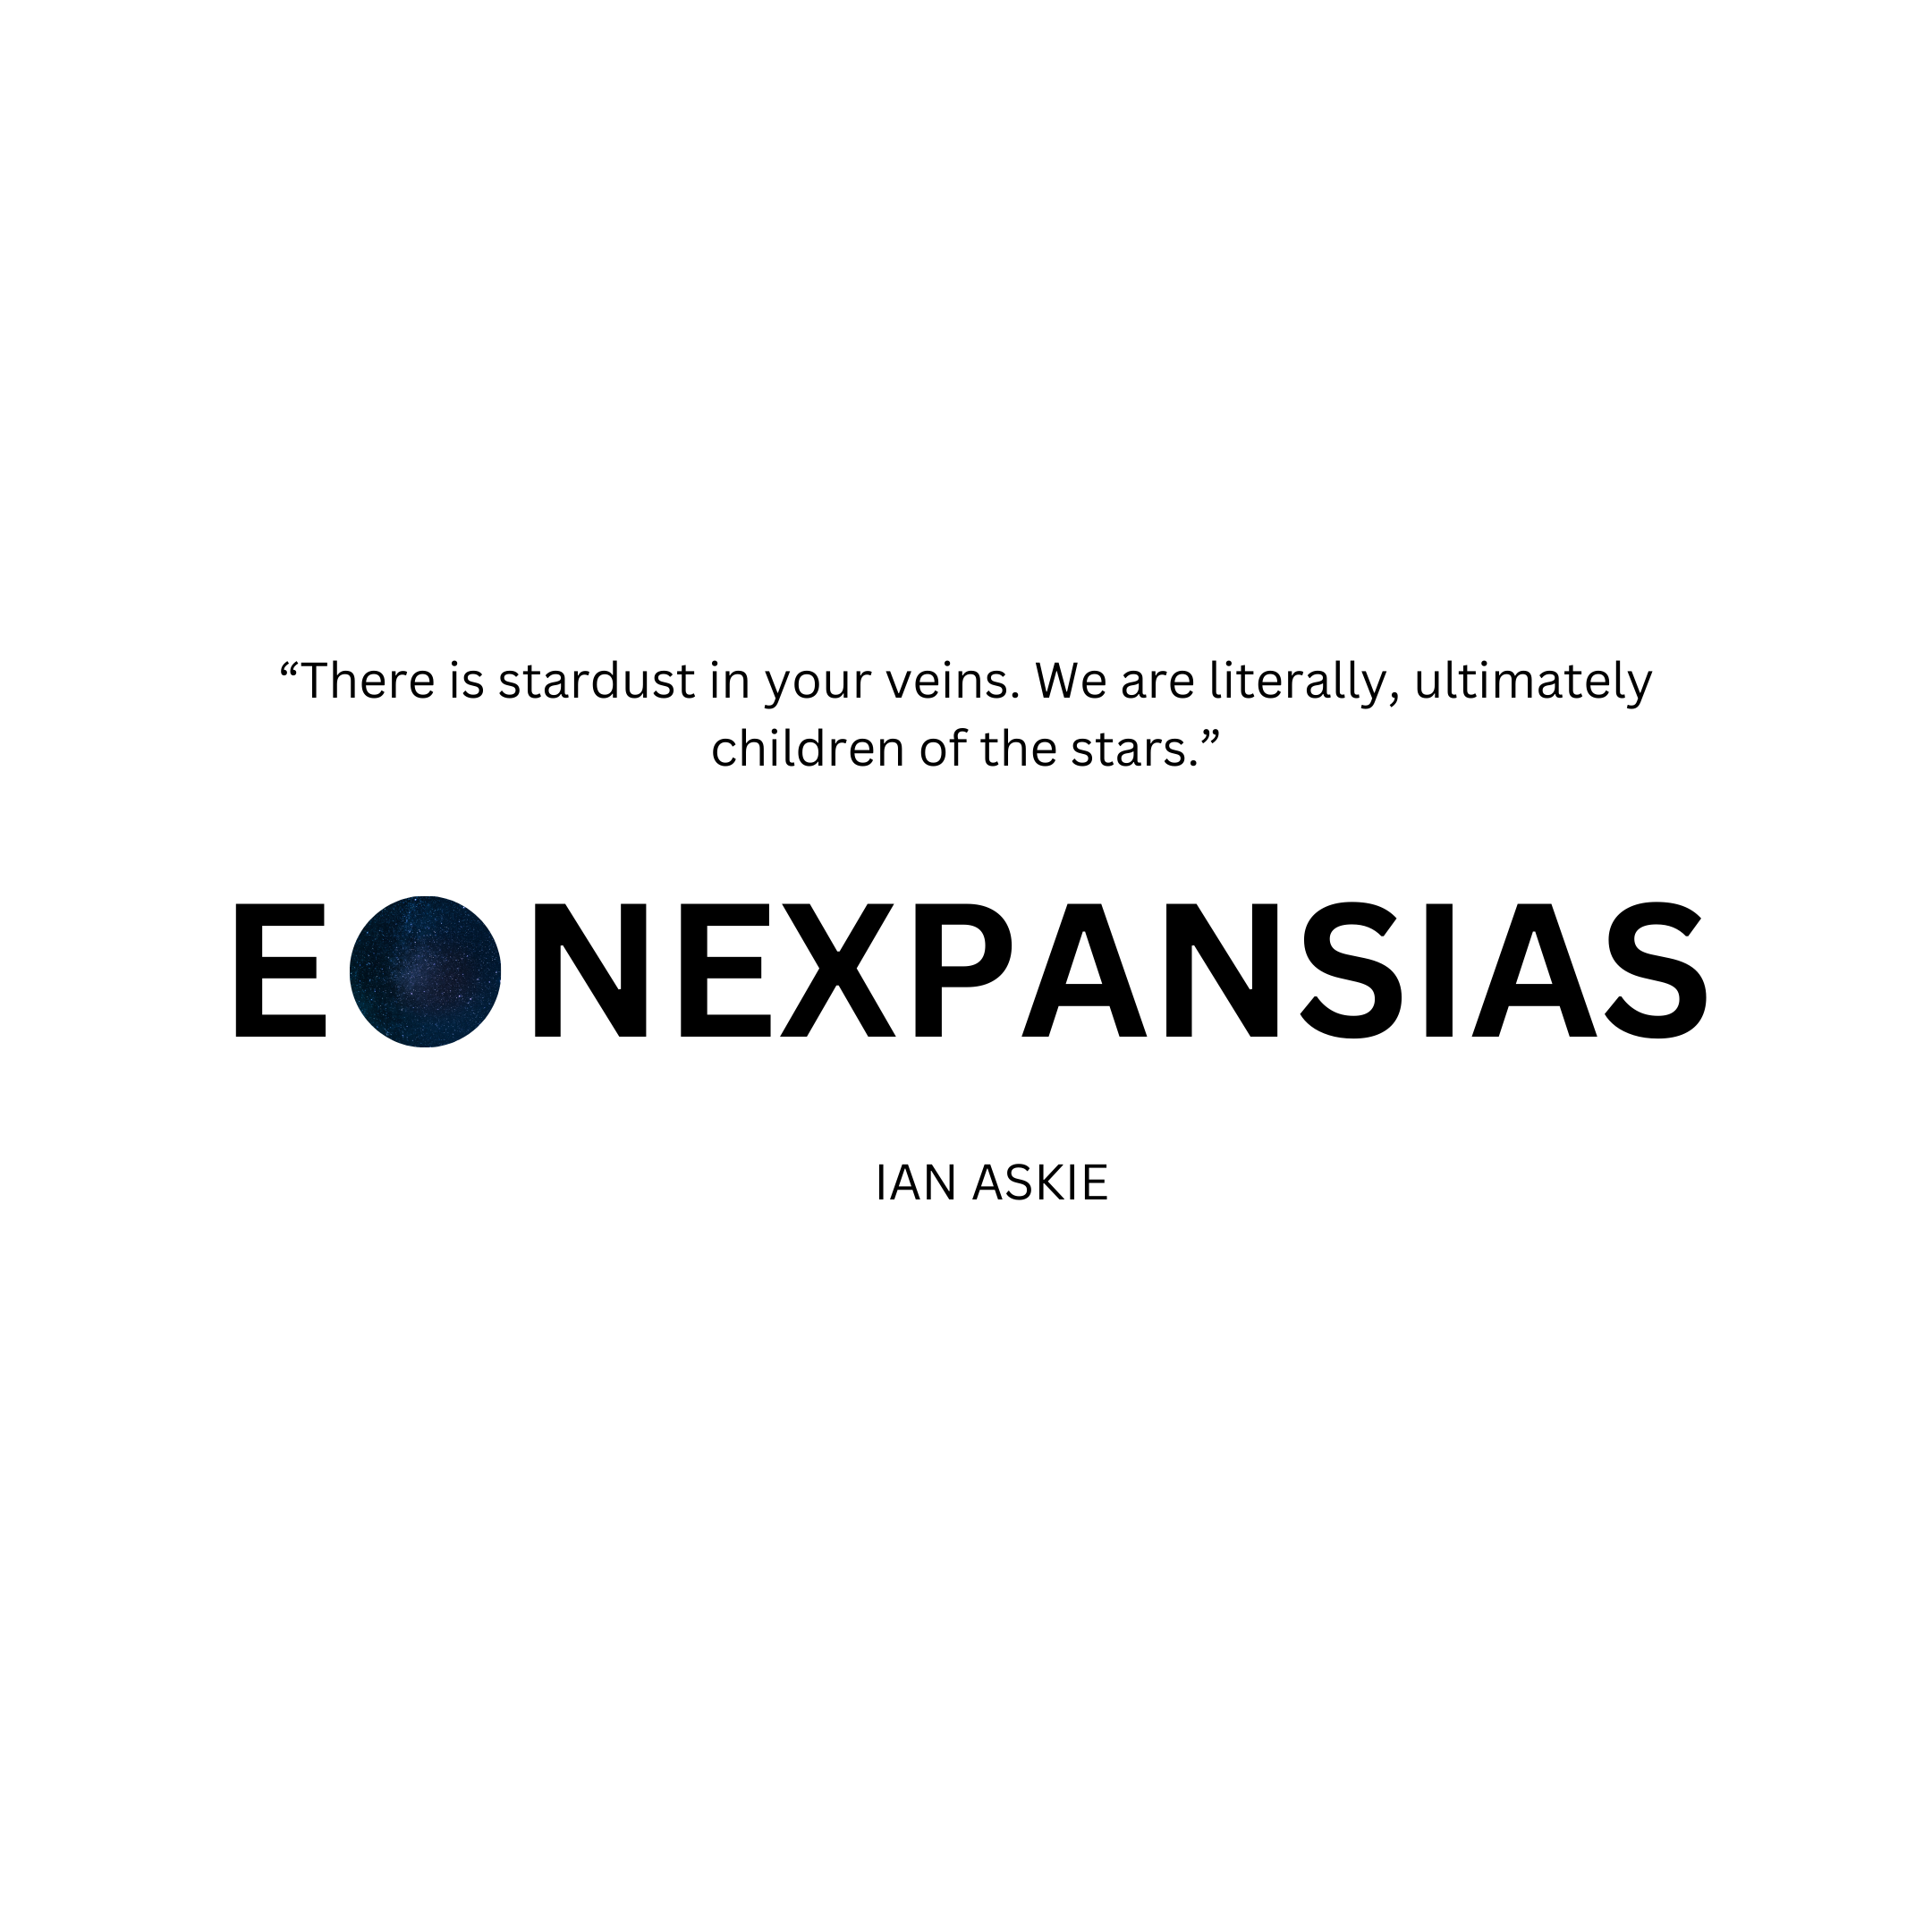 “There is stardust in your veins. We are literally, ultimately
children of the stars.”
EONEXPANSIAS
IAN ASKIE